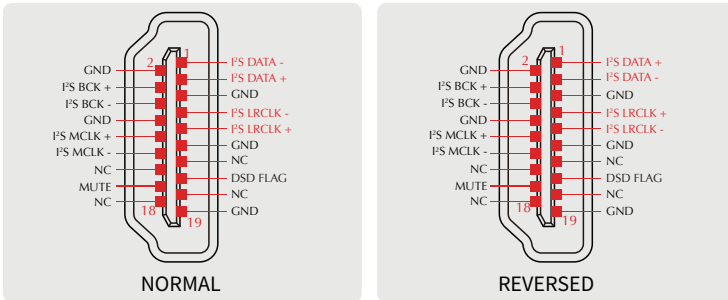 2
1
GND
I²S BCK +
I²S BCK -
GND
I²S MCLK +
I²S MCLK -
NC
MUTE
NC
18
I²S DATA -
I²S DATA +
GND
I²S LRCLK -
I²S LRCLK +
GND
NC
DSD FLAG
NC
GND
19
NORMAL
2
1
GND
I²S BCK +
I²S BCK -
GND
I²S MCLK +
I²S MCLK -
NC
MUTE
NC
18
I²S DATA +
I²S DATA -
GND
I²S LRCLK +
I²S LRCLK -
GND
NC
DSD FLAG
NC
GND
19
REVERSED